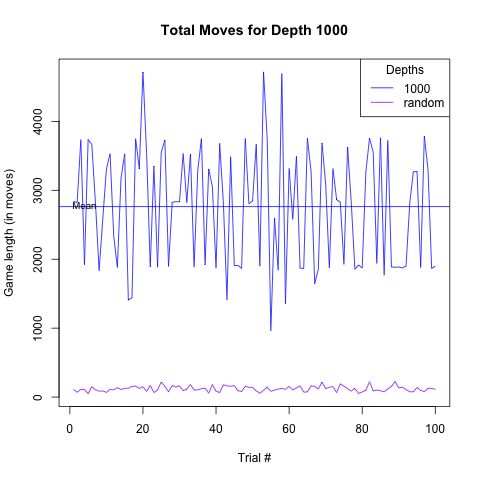 Total Moves for Depth 1000
Depths
1000
random
Game length (in moves)
4000
3000
2000
1000
0
Mean
0 20 40 60 80 100
Trial #